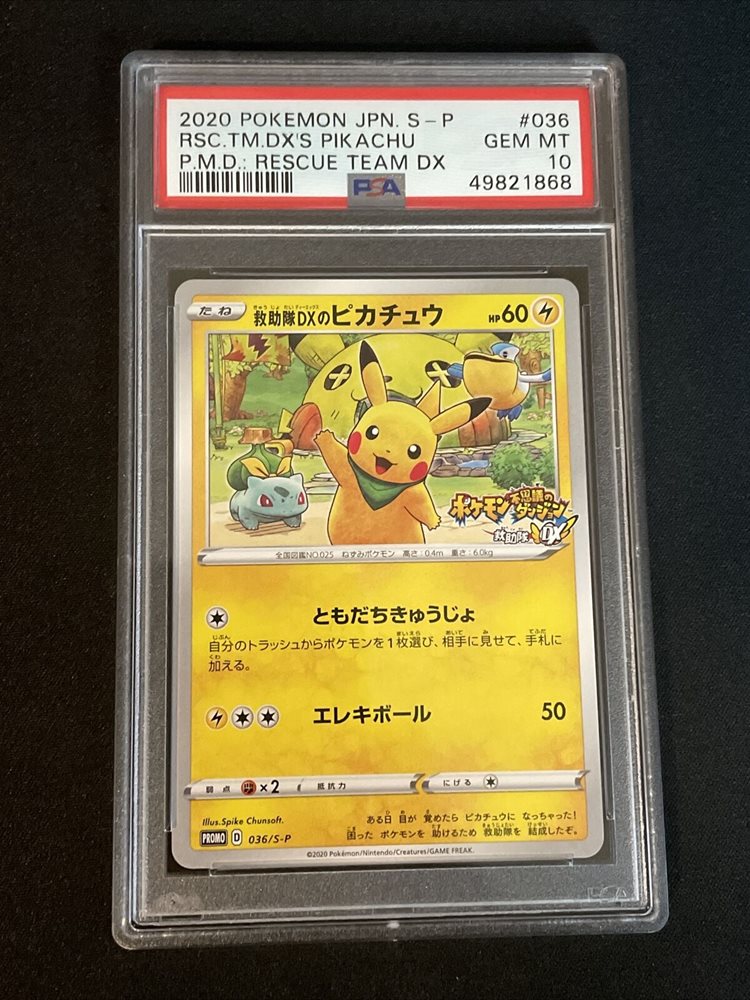 2020 POKEMON JPN. S-P #036
RSC.TM.DX'S PIKACHU GEM MT
P.M.D.: RESCUE TEAM DX 10
PSA 49821868
たね 救助隊DXのピカチュウ HP60
ポケモン不思議のダンジョン
救助隊DX
全国図鑑NO.025 ねずみポケモン 高さ:0.4m 重さ:6.0kg
ともだちきゅうじょ
自分のトラッシュからポケモンを1枚選び、相手に見せて、手札に
加える。
エレキボール 50
弱点 ×2 抵抗力 にげる
Illus.Spike Chunsoft.
ある日 目が 覚めたら ピカチュウに なっちゃった!
困った ポケモンを 助けるため 救助隊を 結成したぞ。
PROMO D 036/S-P
©2020 Pokémon/Nintendo/Creatures/GAME FREAK.